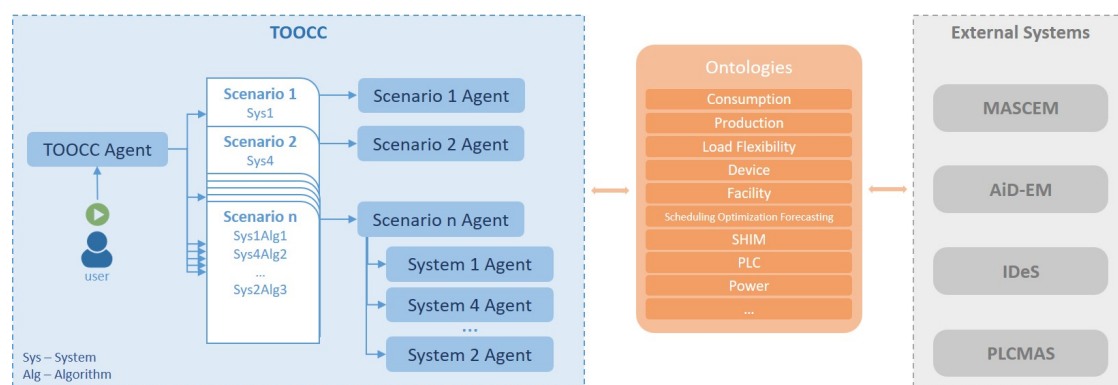 TOOCC
TOOCC Agent
user
Scenario 1
Sys1
Scenario 2
Sys4
Scenario n
Sys1Alg1
Sys4Alg2
...
Sys2Alg3
Scenario 1 Agent
Scenario 2 Agent
Scenario n Agent
System 1 Agent
System 4 Agent
...
System 2 Agent
Sys – System
Alg – Algorithm
Ontologies
Consumption
Production
Load Flexibility
Device
Facility
Scheduling Optimization Forecasting
SHIM
PLC
Power
...
External Systems
MASCEM
AiD-EM
IDeS
PLCMAS